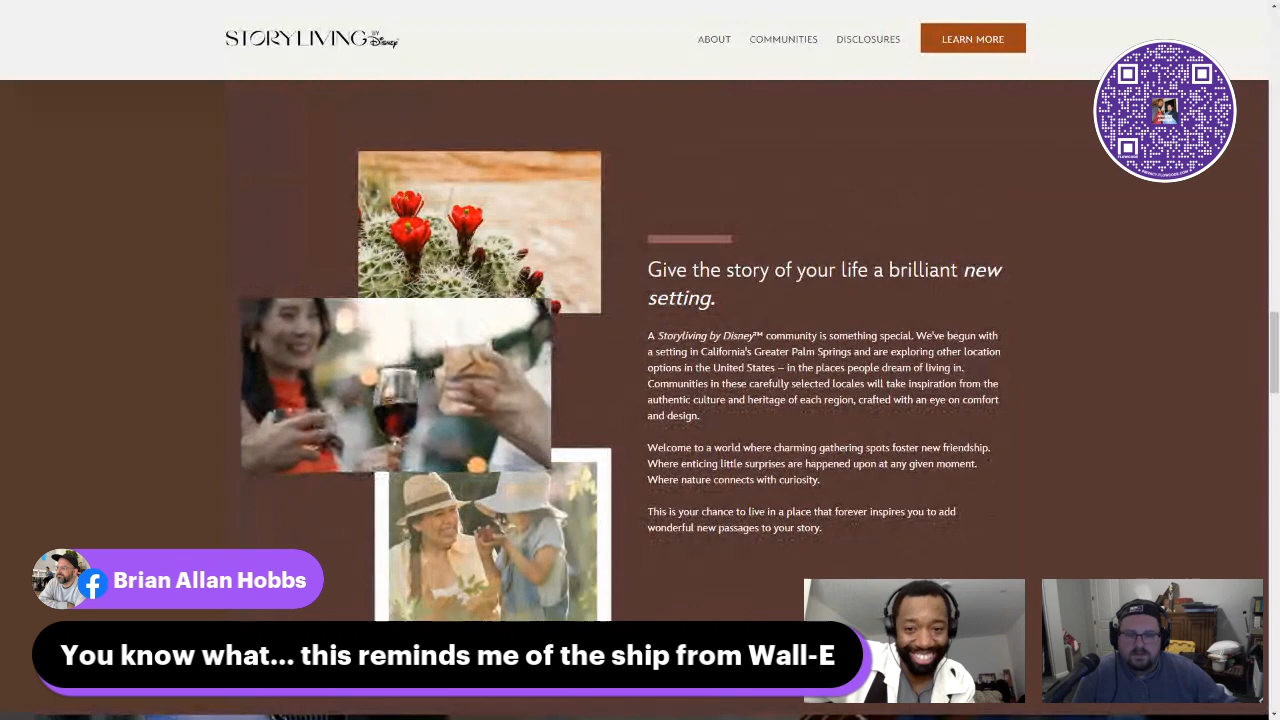 STORYLIVING BY Disney
ABOUT
COMMUNITIES
DISCLOSURES
LEARN MORE
Give the story of your life a brilliant new
setting.
A Storyliving by Disney™ community is something special. We've begun with
a setting in California's Greater Palm Springs and are exploring other location
options in the United States – in the places people dream of living in.
Communities in these carefully selected locales will take inspiration from the
authentic culture and heritage of each region, crafted with an eye on comfort
and design.
Welcome to a world where charming gathering spots foster new friendship.
Where enticing little surprises are happened upon at any given moment.
Where nature connects with curiosity.
This is your chance to live in a place that forever inspires you to add
wonderful new passages to your story.
Brian Allan Hobbs
You know what... this reminds me of the ship from Wall-E